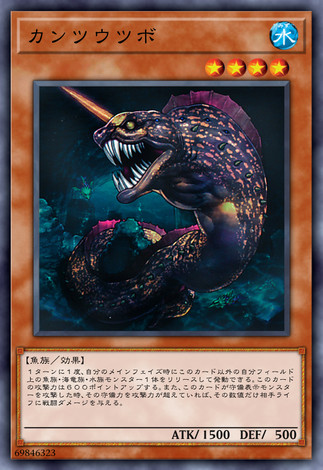 カンツウツボ
水
【魚族／効果】
１ターンに１度、自分のメインフェイズ時にこのカード以外の自分フィールド
上の魚族・海竜族・水族モンスター１体をリリースして発動できる。このカード
の攻撃力は６００ポイントアップする。また、このカードが守備表示モンスター
を攻撃した時、その守備力を攻撃力が超えていれば、その数値だけ相手ライ
フに戦闘ダメージを与える。
ATK/ 1500 DEF/ 500
69846323